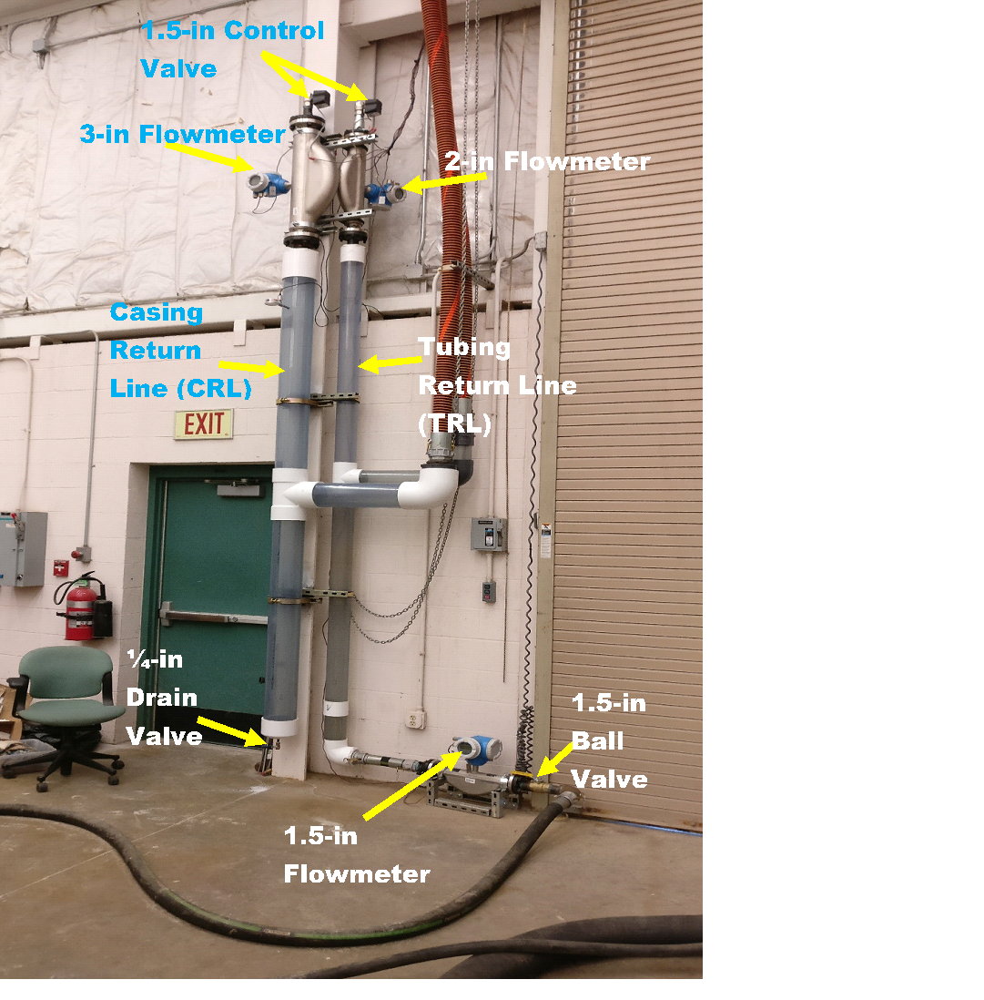 1.5-in Control
Valve
3-in Flowmeter
2-in Flowmeter
Casing
Return
Line (CRL)
Tubing
Return Line
(TRL)
EXIT
¼-in
Drain
Valve
1.5-in
Ball
Valve
1.5-in
Flowmeter